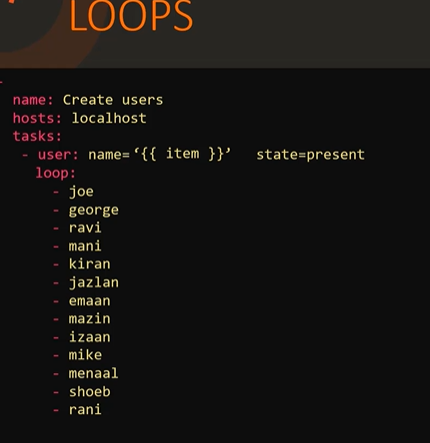 LOOPS
-
name: Create users
hosts: localhost
tasks:
- user: name= ‘{{ item }}’ state=present
loop:
- joe
- george
- ravi
- mani
- kiran
- jazlan
- emaan
- mazin
- izaan
- mike
- menaal
- shoeb
- rani